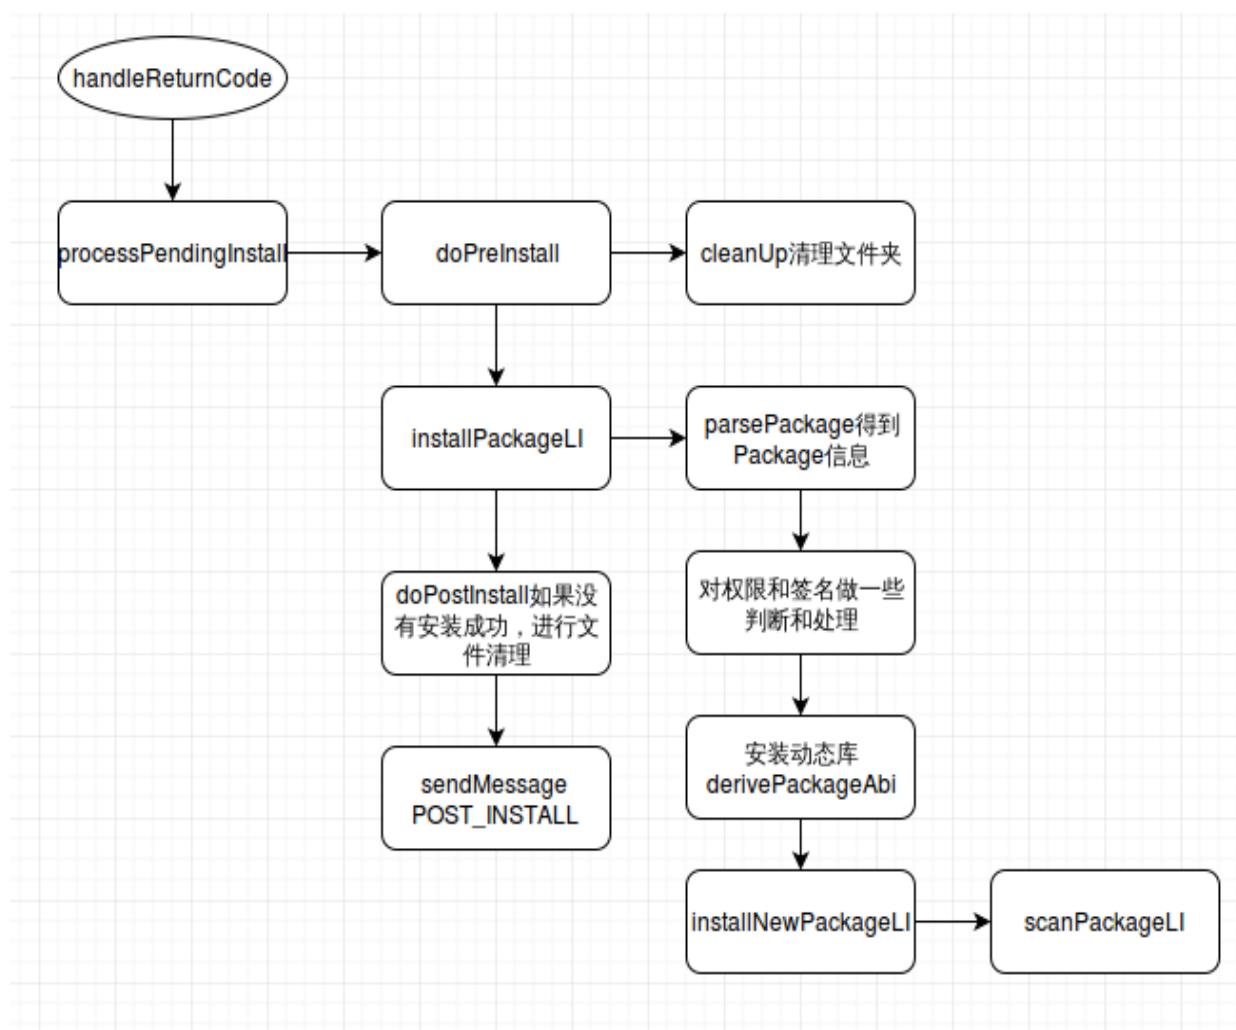 handleReturnCode
processPendingInstall
doPreInstall
cleanUp清理文件夹
installPackageLI
parsePackage得到
Package信息
doPostInstall如果没
有安装成功，进行文
件清理
对权限和签名做一些
判断和处理
sendMessage
POST_INSTALL
安装动态库
derivePackageAbi
installNewPackageLI
scanPackageLI